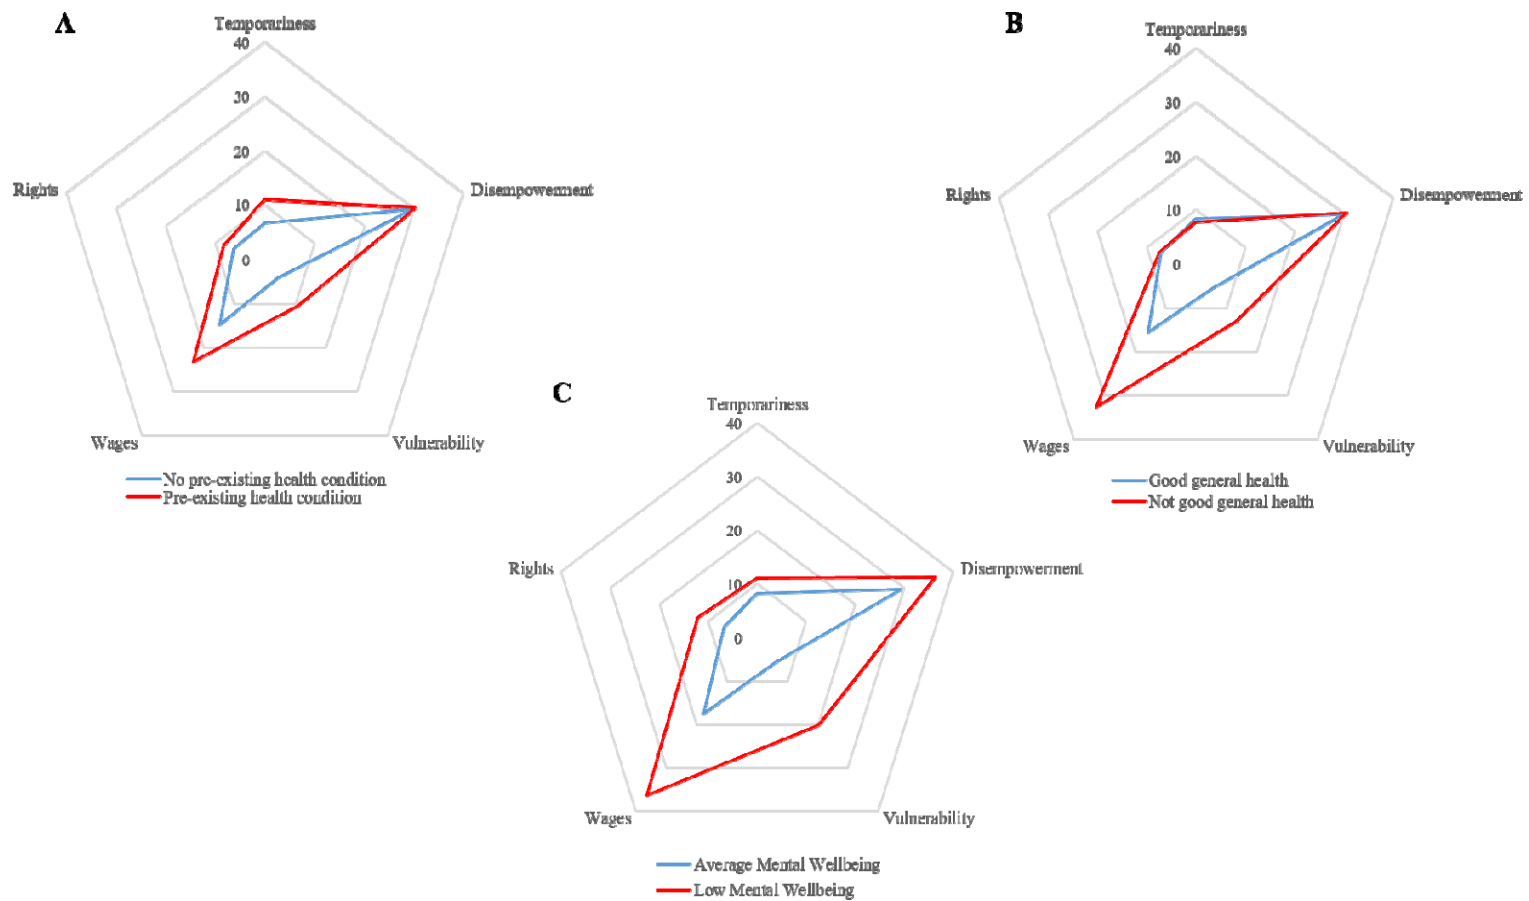 A
Temporariness
40
30
20
10
0
Rights
Disempowerment
Wages
Vulnerability
No pre-existing health condition
Pre-existing health condition
B
Temporariness
40
30
20
10
0
Rights
Disempowerment
Wages
Vulnerability
Good general health
Not good general health
C
Temporariness
40
30
20
10
0
Rights
Disempowerment
Wages
Vulnerability
Average Mental Wellbeing
Low Mental Wellbeing